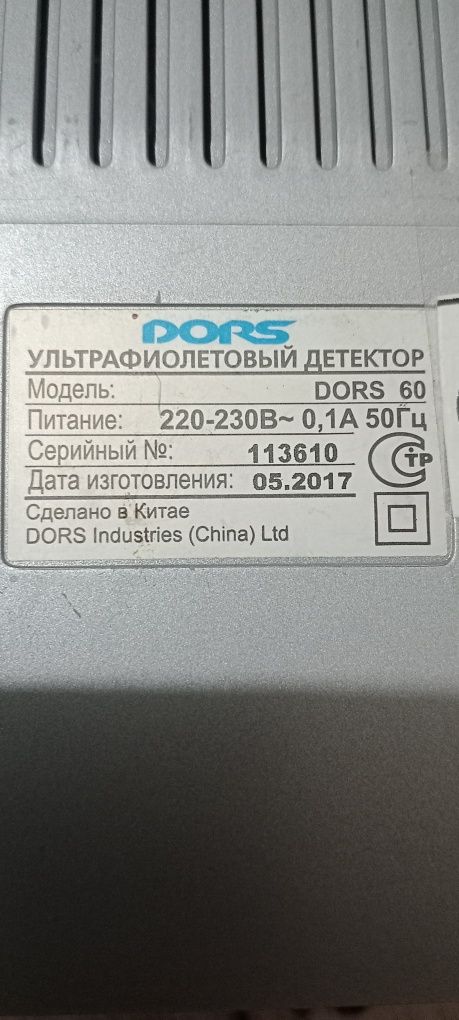 DORS
УЛЬТРАФИОЛЕТОВЫЙ ДЕТЕКТОР
Модель: DORS 60
Питание: 220-230В~ 0,1А 50Гц
Серийный №: 113610
Дата изготовления: 05.2017
Сделано в Китае
DORS Industries (China) Ltd
СТР